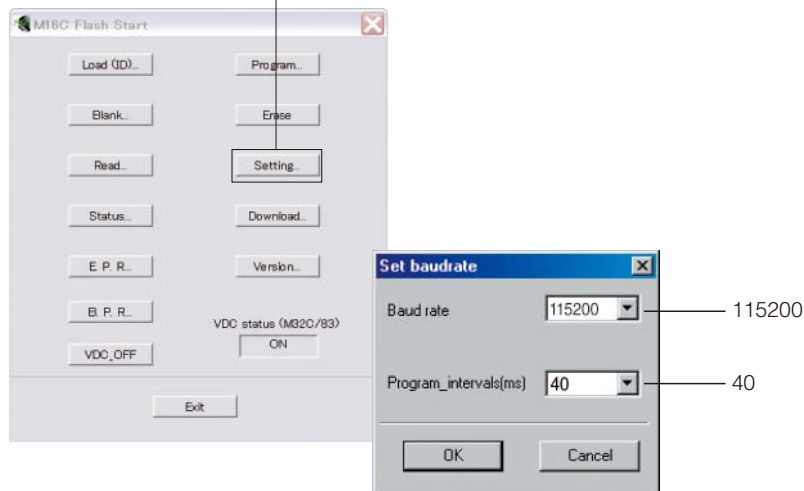 M16C Flash Start
Load (ID)...
Program...
Blank...
Erase
Read...
Setting...
Status...
Download...
E. P. R...
Version...
B. P. R...
VDC status (M32C/83)
VDC_OFF
ON
Exit
Set baudrate
Baud rate
115200
115200
Program_intervals(ms)
40
40
OK
Cancel